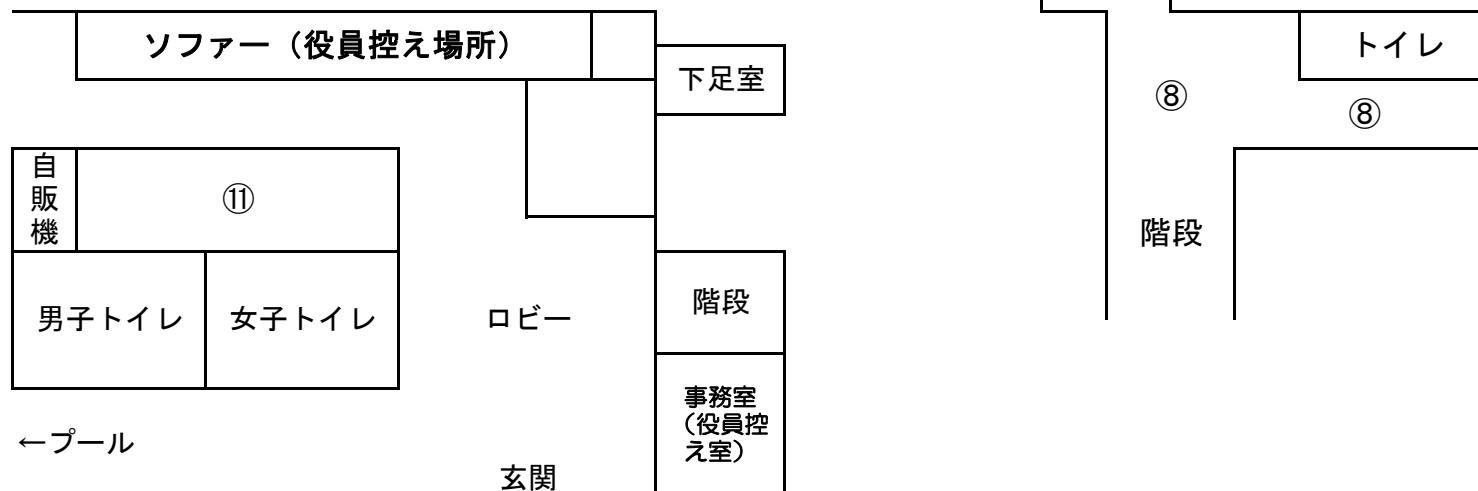 ソファー（役員控え場所）
下足室
自
販
機
⑪
男子トイレ
女子トイレ
ロビー
階段
事務室
（役員控
え室）
←プール
玄関
トイレ
⑧
⑧
階段